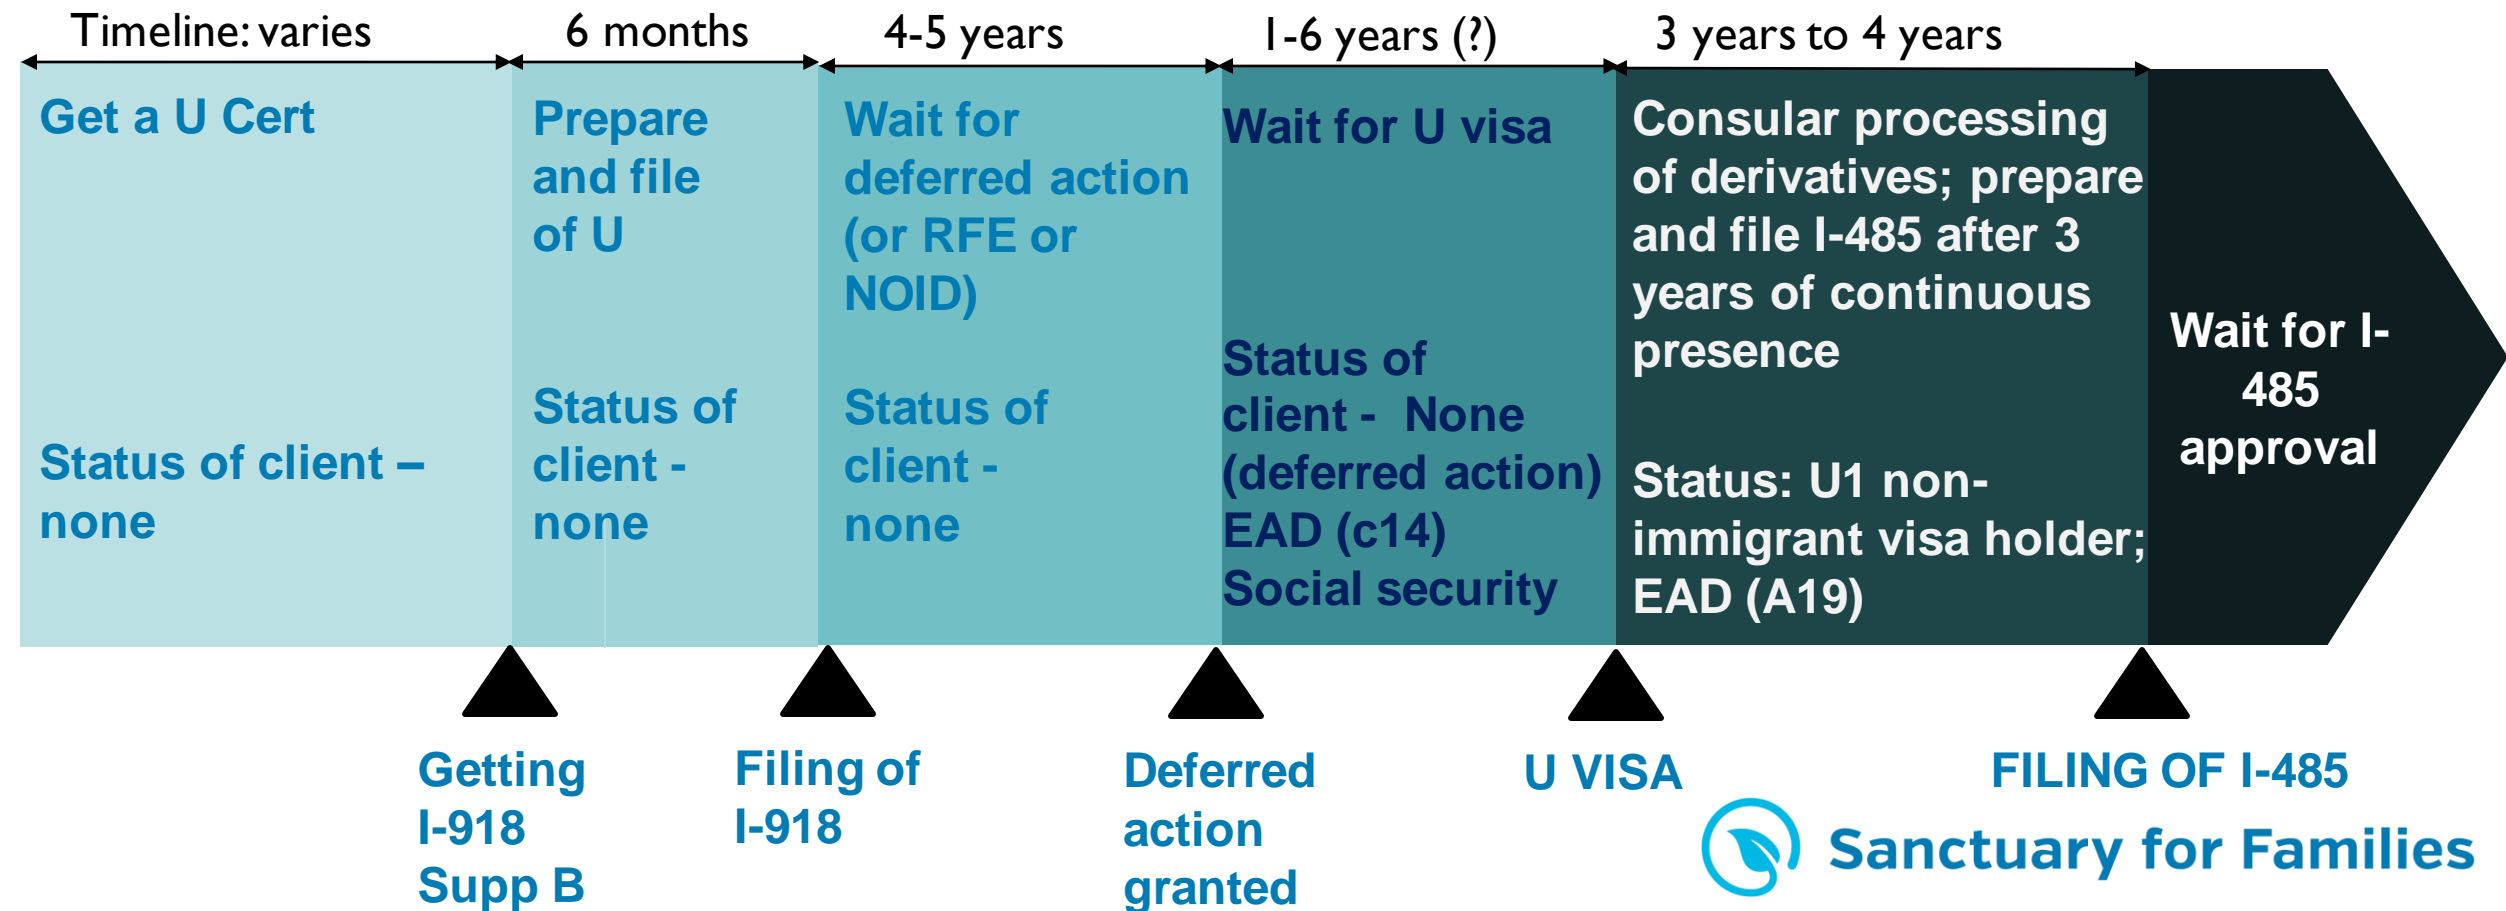 Timeline: varies
6 months
4-5 years
1-6 years (?)
3 years to 4 years
Get a U Cert
Status of client –
none
Prepare
and file
of U
Status of
client -
none
Wait for
deferred action
(or RFE or
NOID)
Status of
client -
none
Wait for U visa
Status of
client - None
(deferred action)
EAD (c14)
Social security
Consular processing
of derivatives; prepare
and file I-485 after 3
years of continuous
presence
Status: U1 non-
immigrant visa holder;
EAD (A19)
Wait for I-
485
approval
Getting
I-918
Supp B
Filing of
I-918
Deferred
action
granted
U VISA
FILING OF I-485
Sanctuary for Families